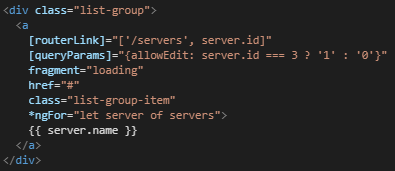 <div class="list-group">
  <a
    [routerLink]="['/servers', server.id]"
    [queryParams]="{allowEdit: server.id === 3 ? '1' : '0'}"
    fragment="loading"
    href="#"
    class="list-group-item"
    *ngFor="let server of servers">
    {{ server.name }}
  </a>
</div>